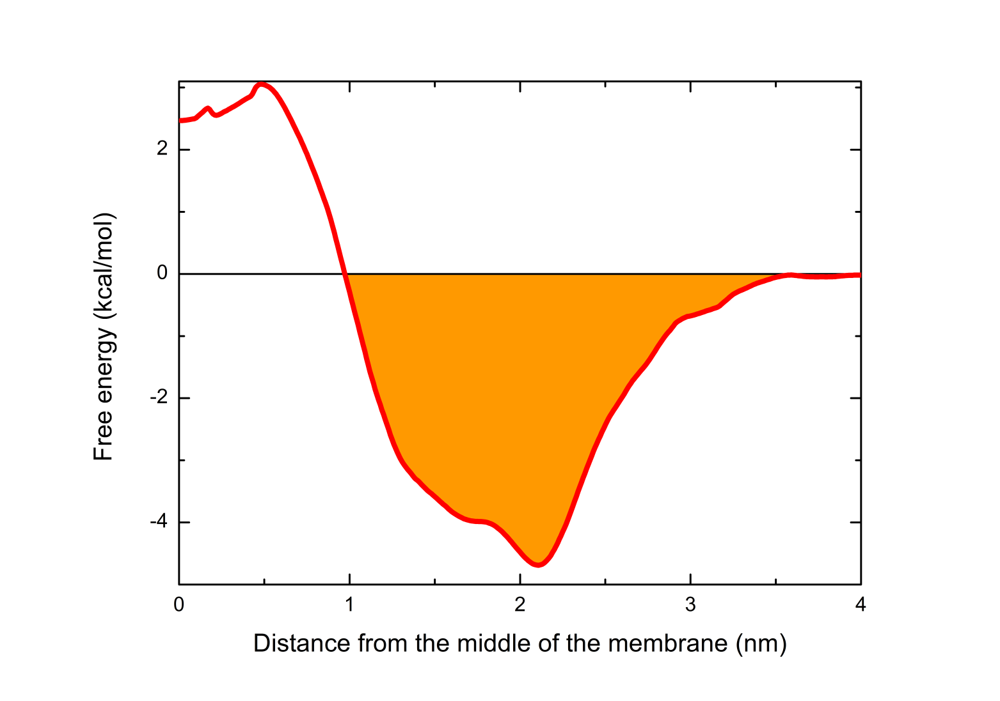 2
0
-2
-4
Free energy (kcal/mol)
0 1 2 3 4
Distance from the middle of the membrane (nm)